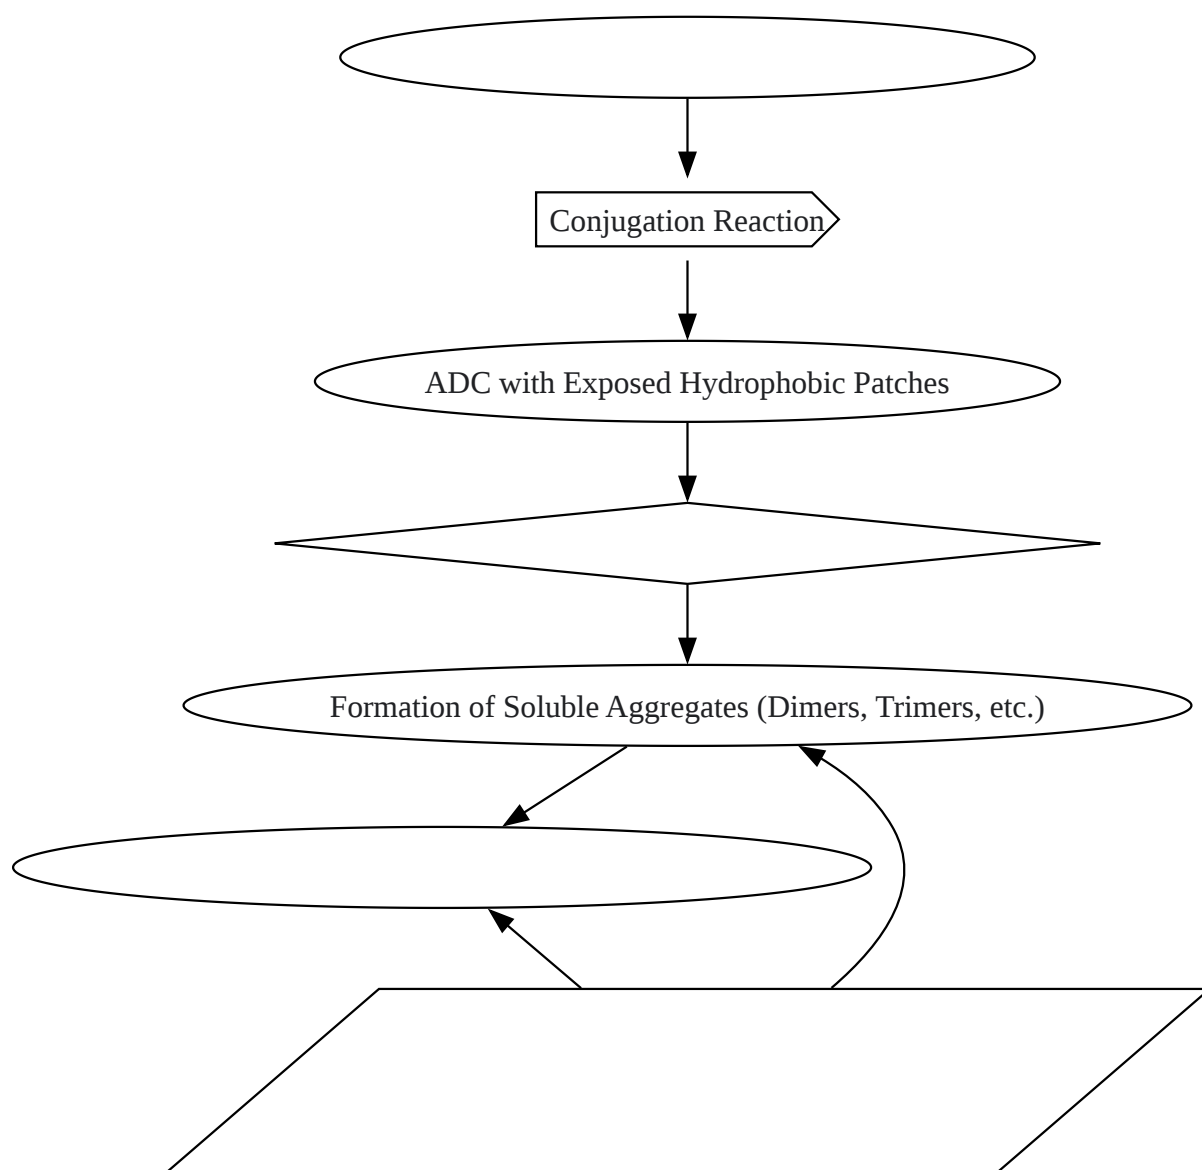 Conjugation Reaction
ADC with Exposed Hydrophobic Patches
Formation of Soluble Aggregates (Dimers, Trimers, etc.)